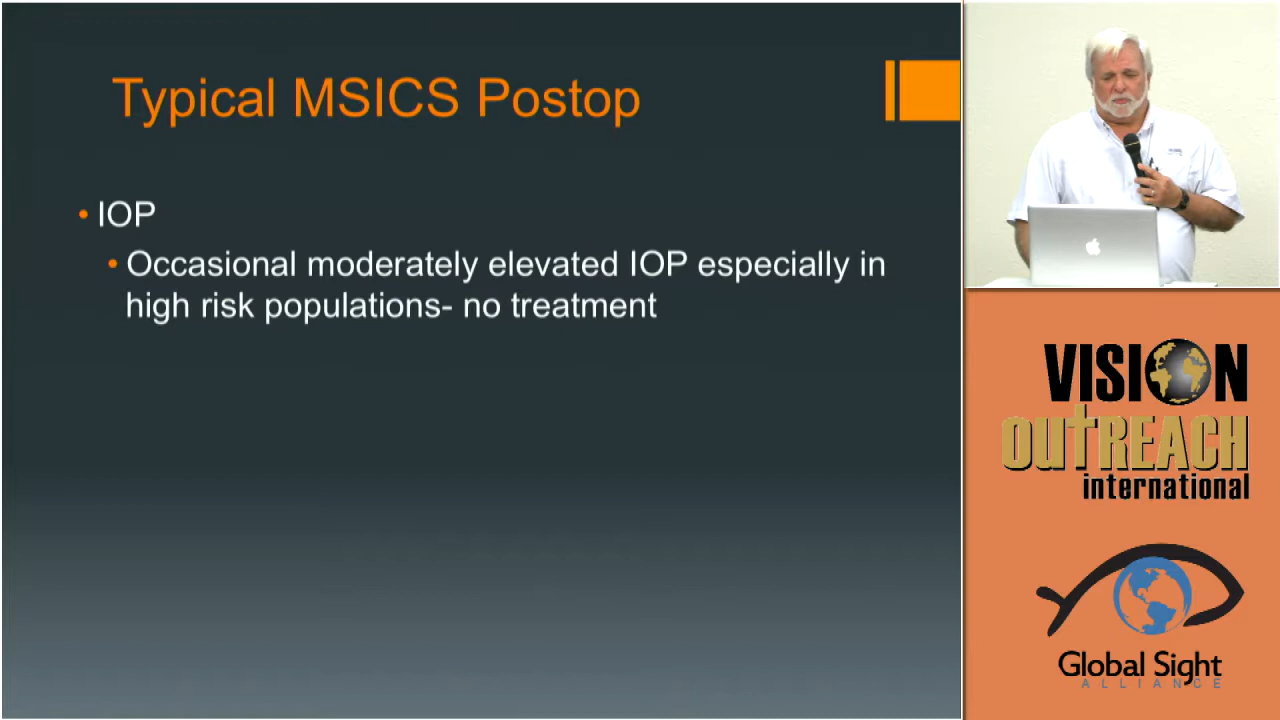 Typical MSICS Postop
• IOP
• Occasional moderately elevated IOP especially in
high risk populations- no treatment
VISION
OUTREACH
international
Global Sight
ALLIANCE